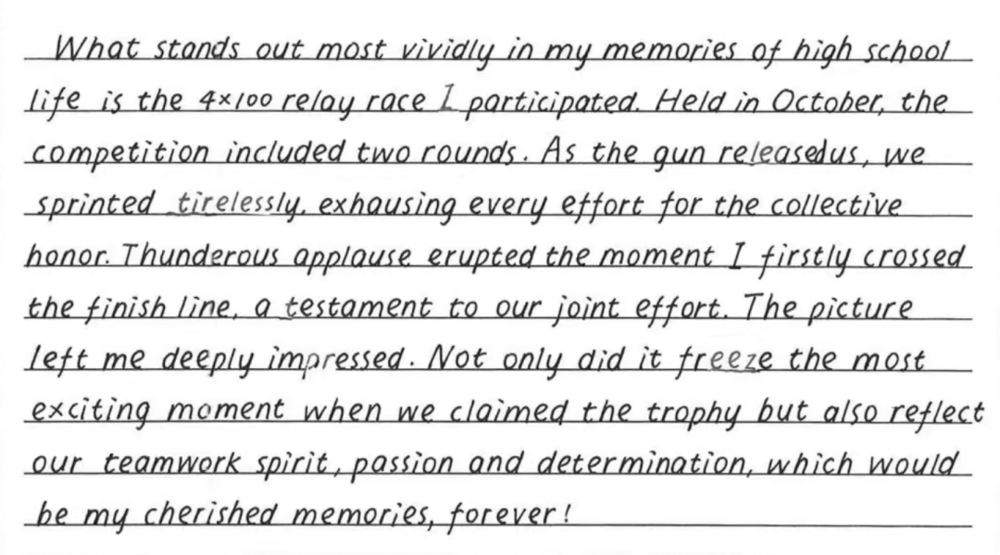 What stands out most vividly in my memories of high school
life is the 4×100 relay race I participated. Held in October, the
competition included two rounds. As the gun releasedus, we
sprinted tirelessly, exhausing every effort for the collective
honor. Thunderous applause erupted the moment I firstly crossed
the finish line, a testament to our joint effort. The picture
left me deeply impressed. Not only did it freeze the most
exciting moment when we claimed the trophy but also reflect
our teamwork spirit, passion and determination, which would
be my cherished memories, forever!